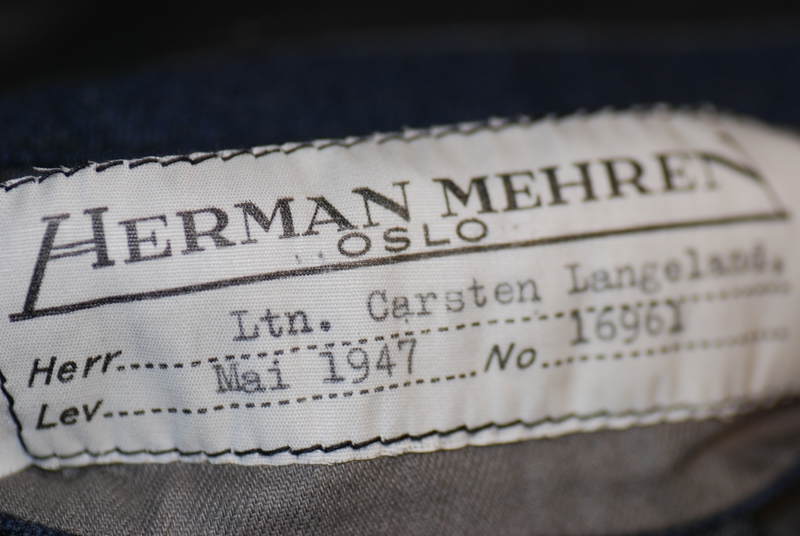 HERMAN MEHREN
OSLO
Herr Ltn. Carsten Langeland.
Lev Mai 1947 No 16961